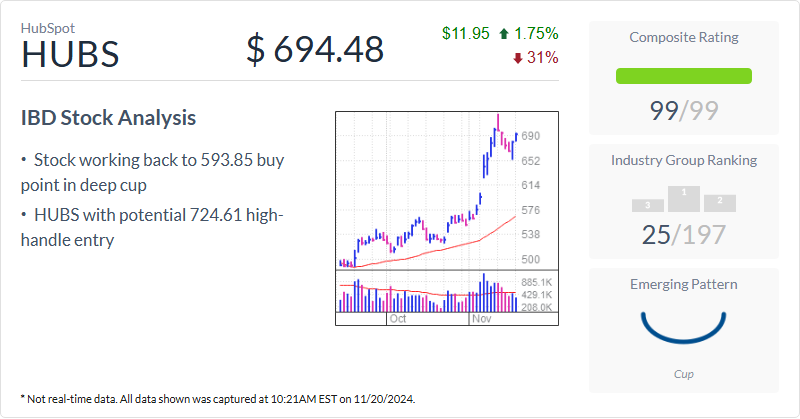 HubSpot
HUBS
$ 694.48
$11.95 1.75%
31%
IBD Stock Analysis
• Stock working back to 593.85 buy
point in deep cup
• HUBS with potential 724.61 high-
handle entry
690
652
614
576
538
500
885.1K
429.1K
208.0K
Oct
Nov
Composite Rating
99/99
Industry Group Ranking
3
1
2
25/197
Emerging Pattern
Cup
* Not real-time data. All data shown was captured at 10:21AM EST on 11/20/2024.